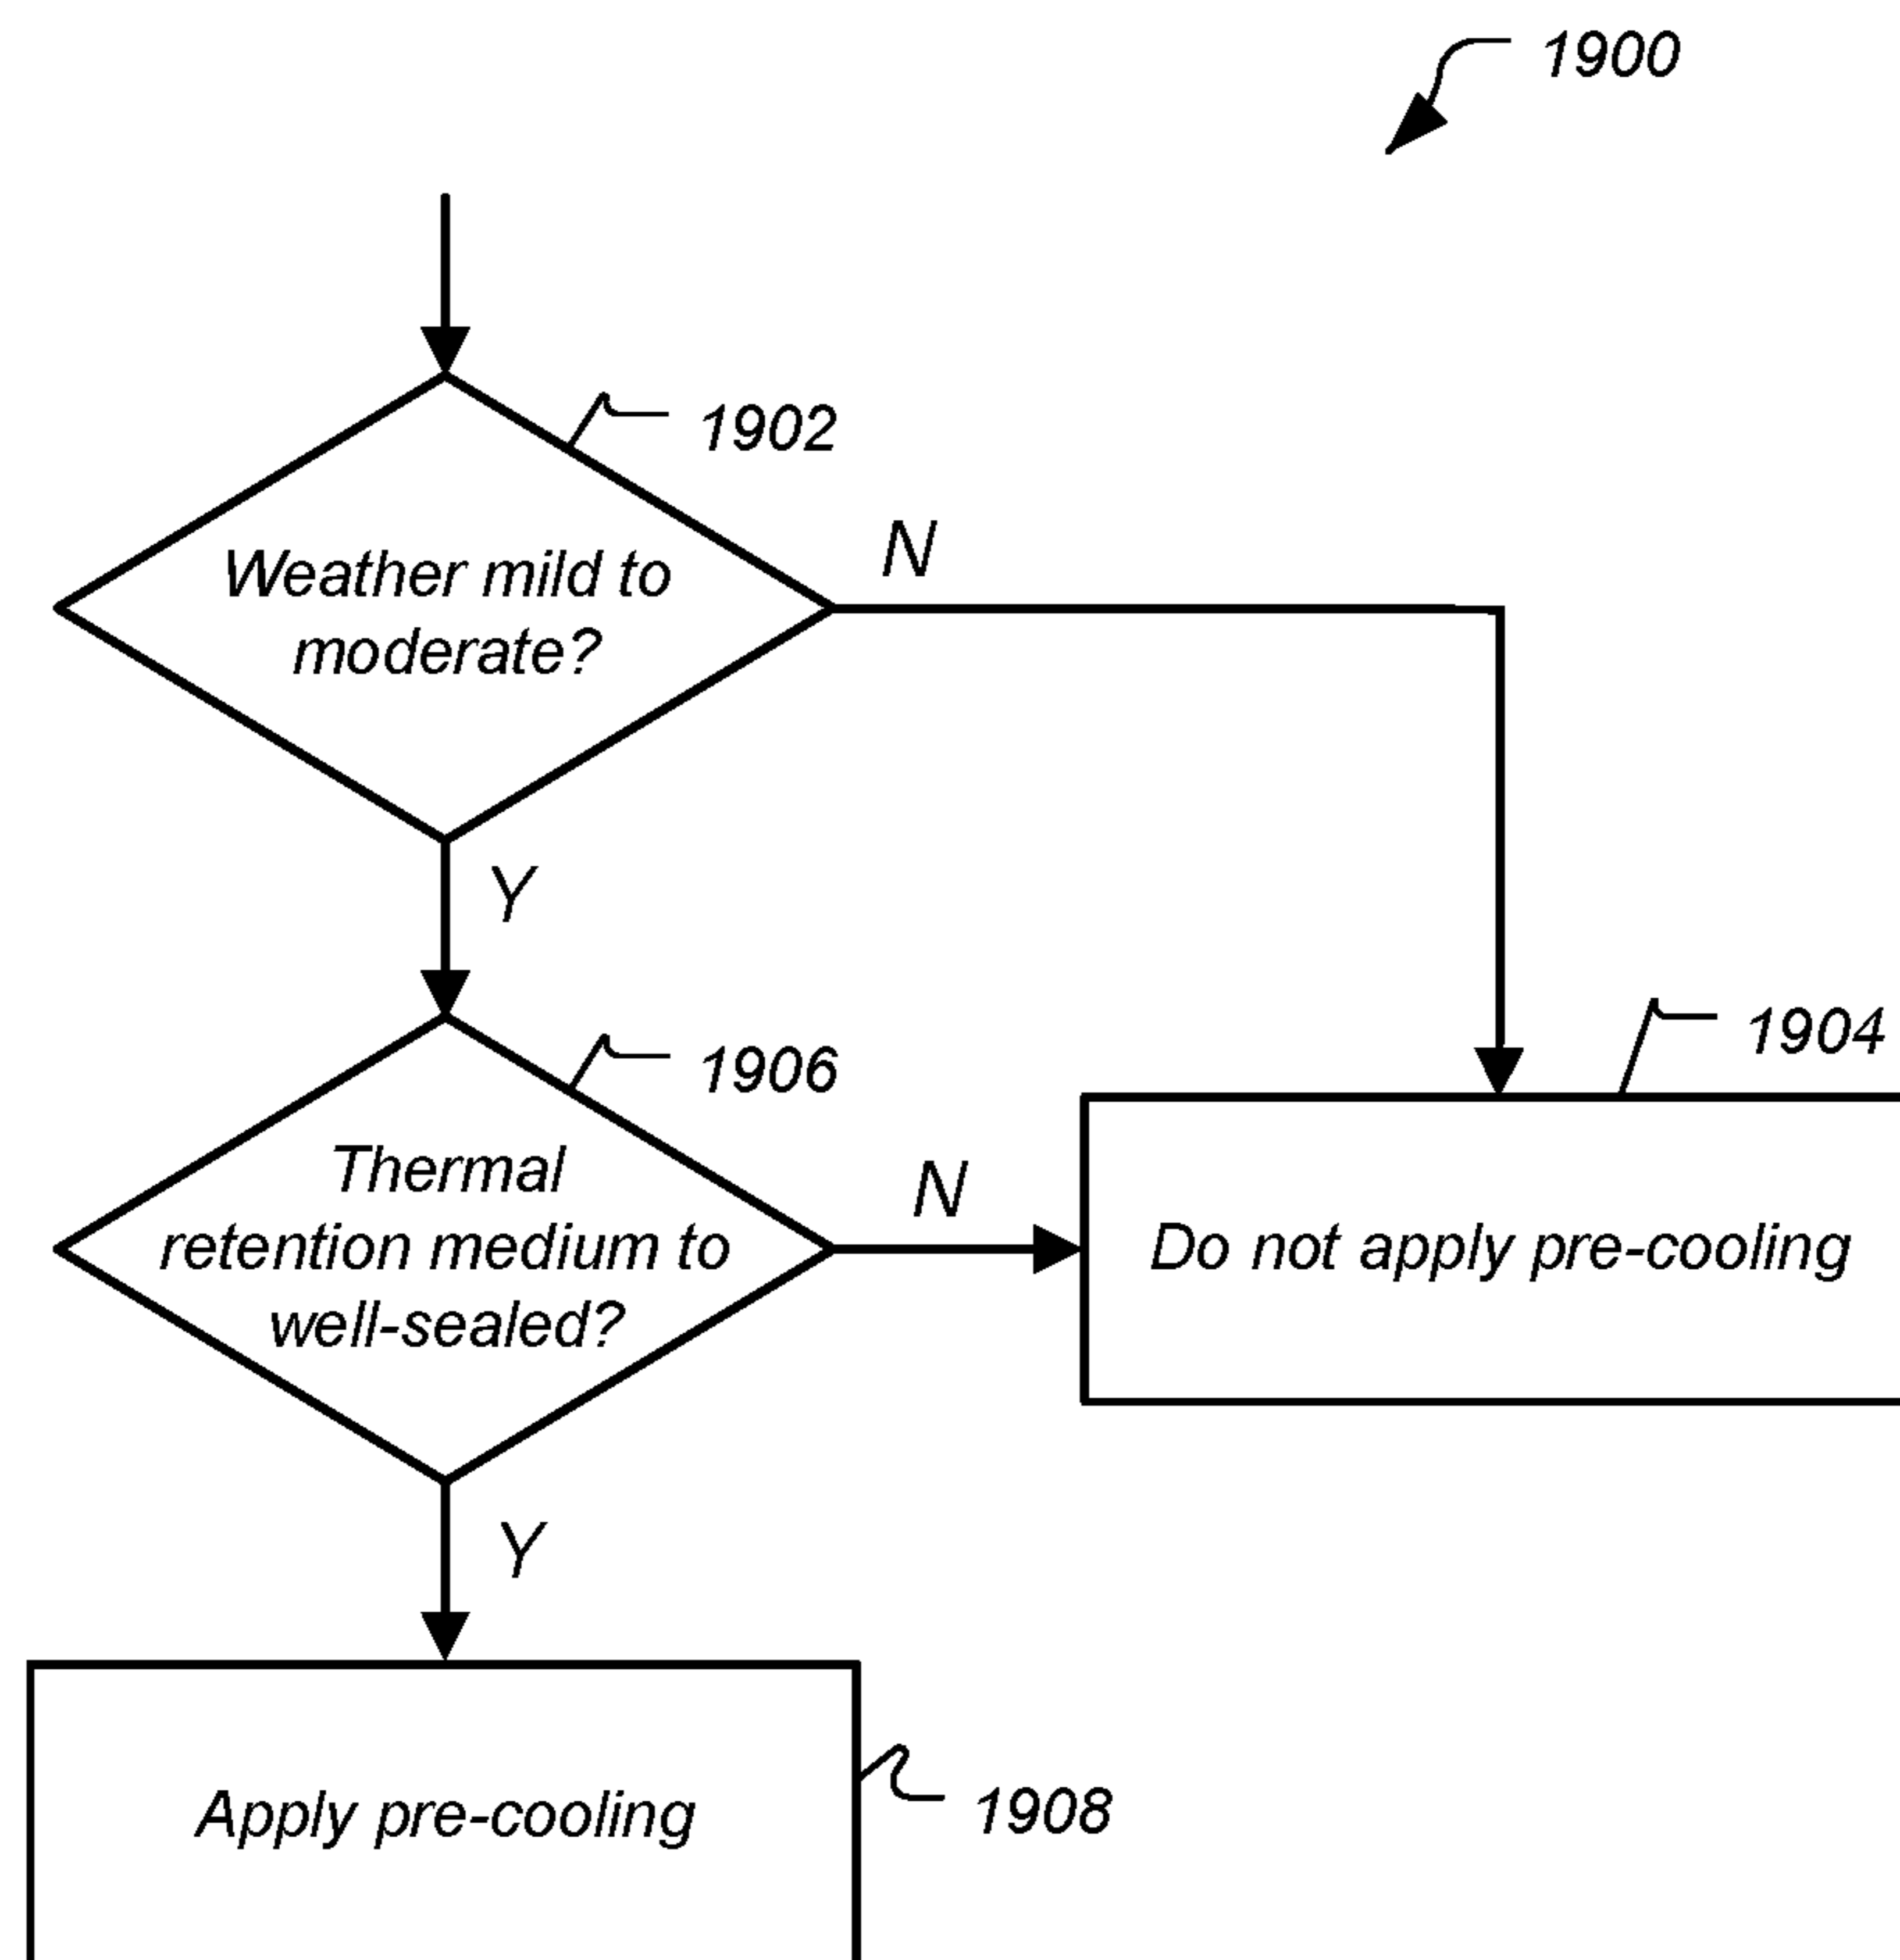 1900
1902
Weather mild to
moderate?
N
Y
1906
Thermal
retention medium to
well-sealed?
N
1904
Do not apply pre-cooling
Y
Apply pre-cooling
1908